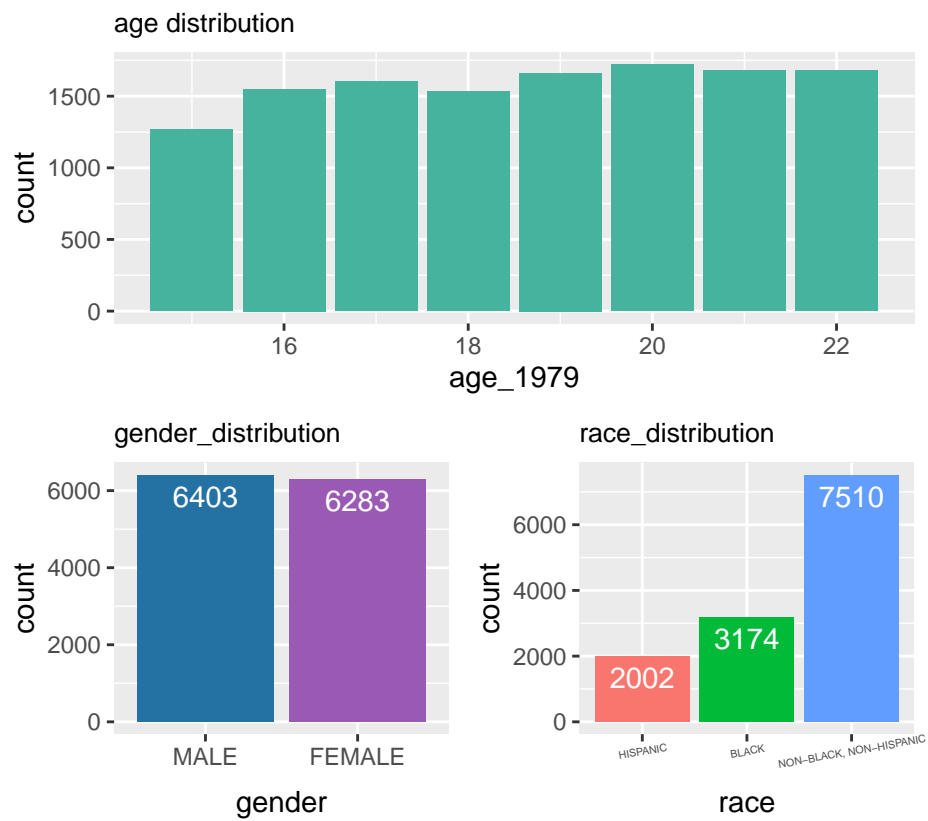 age distribution
count
1500
1000
500
0
16 18 20 22
age_1979
gender_distribution
count
6000
4000
2000
0
6403 6283
MALE FEMALE
gender
race_distribution
count
6000
4000
2000
0
2002 3174 7510
HISPANIC BLACK NON–BLACK, NON–HISPANIC
race